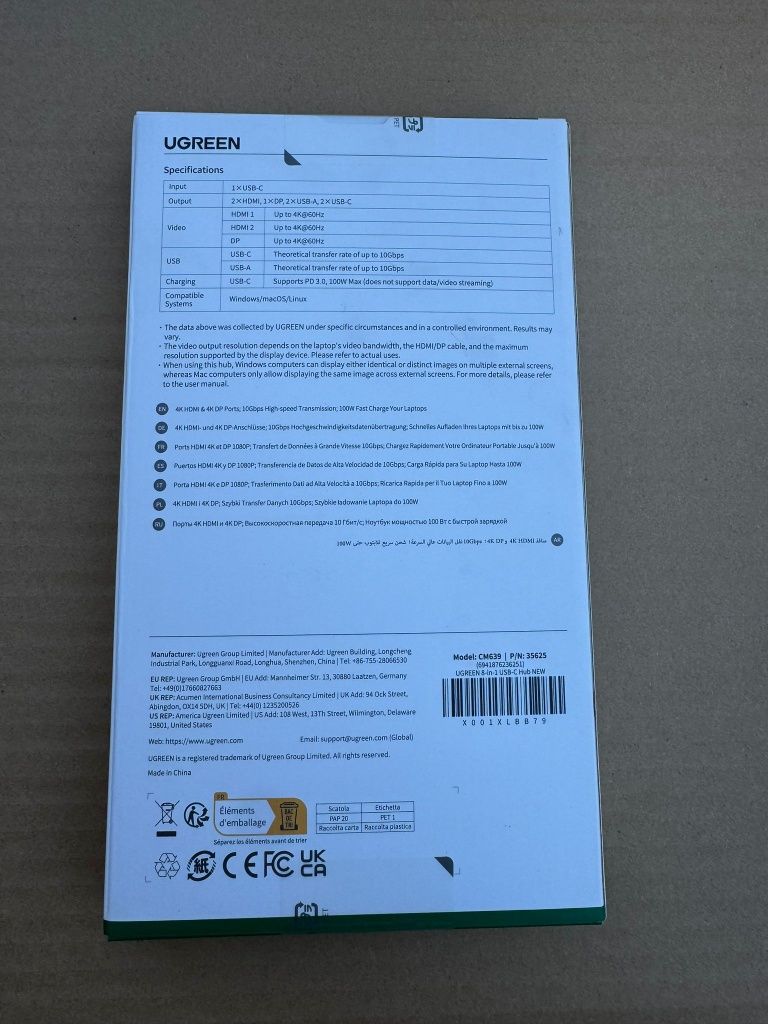 PET
UGREEN
Specifications
Input 1×USB-C
Output 2×HDMI, 1×DP, 2×USB-A, 2×USB-C
Video HDMI 1 Up to 4K@60Hz
HDMI 2 Up to 4K@60Hz
DP Up to 4K@60Hz
USB USB-C Theoretical transfer rate of up to 10Gbps
USB-A Theoretical transfer rate of up to 10Gbps
Charging USB-C Supports PD 3.0, 100W Max (does not support data/video streaming)
Compatible
Systems Windows/macOS/Linux
· The data above was collected by UGREEN under specific circumstances and in a controlled environment. Results may
vary.
· The video output resolution depends on the laptop's video bandwidth, the HDMI/DP cable, and the maximum
resolution supported by the display device. Please refer to actual uses.
· When using this hub, Windows computers can display either identical or distinct images on multiple external screens,
whereas Mac computers only allow displaying the same image across external screens. For more details, please refer
to the user manual.
EN 4K HDMI & 4K DP Ports; 10Gbps High-speed Transmission; 100W Fast Charge Your Laptops
DE 4K HDMI- und 4K DP-Anschlüsse; 10Gbps Hochgeschwindigkeitsdatenübertragung; Schnelles Aufladen Ihres Laptops mit bis zu 100W
FR Ports HDMI 4K et DP 1080P; Transfert de Données à Grande Vitesse 10Gbps; Chargez Rapidement Votre Ordinateur Portable Jusqu'à 100W
ES Puertos HDMI 4K y DP 1080P; Transferencia de Datos de Alta Velocidad de 10Gbps; Carga Rápida para Su Laptop Hasta 100W
IT Porta HDMI 4K e DP 1080P; Trasferimento Dati ad Alta Velocità a 10Gbps; Ricarica Rapida per il Tuo Laptop Fino a 100W
PL 4K HDMI i 4K DP; Szybki Transfer Danych 10Gbps; Szybkie ładowanie Laptopa do 100W
RU Порты 4K HDMI и 4K DP; Высокоскоростная передача 10 Гбит/с; Ноутбук мощностью 100 Вт с быстрой зарядкой
AR منافذ 4K HDMI و 4K DP؛ 10Gbps نقل البيانات عالي السرعة؛ شحن سريع للابتوب حتى 100W
Manufacturer: Ugreen Group Limited | Manufacturer Add: Ugreen Building, Longcheng
Industrial Park, Longguanxi Road, Longhua, Shenzhen, China | Tel: +86-755-28066530
EU REP: Ugreen Group GmbH | EU Add: Mannheimer Str. 13, 30880 Laatzen, Germany
Tel: +49(0)17660827663
UK REP: Acumen International Business Consultancy Limited | UK Add: 94 Ock Street,
Abingdon, OX14 5DH, UK | Tel: +44(0) 1235200526
US REP: America Ugreen Limited | US Add: 108 West, 13Th Street, Wilmington, Delaware
19801, United States
Web: https://www.ugreen.com Email: support@ugreen.com (Global)
UGREEN is a registered trademark of Ugreen Group Limited. All rights reserved.
Made in China
Model: CM639 | P/N: 35625
(6941876236251)
UGREEN 8-in-1 USB-C Hub NEW
X001XLBB79
FR
Éléments
d'emballage
BAC
DE
TRI
Séparez les éléments avant de trier
Scatola Etichetta
PAP 20 PET 1
Raccolta carta Raccolta plastica
紙 CE FC UK
CA